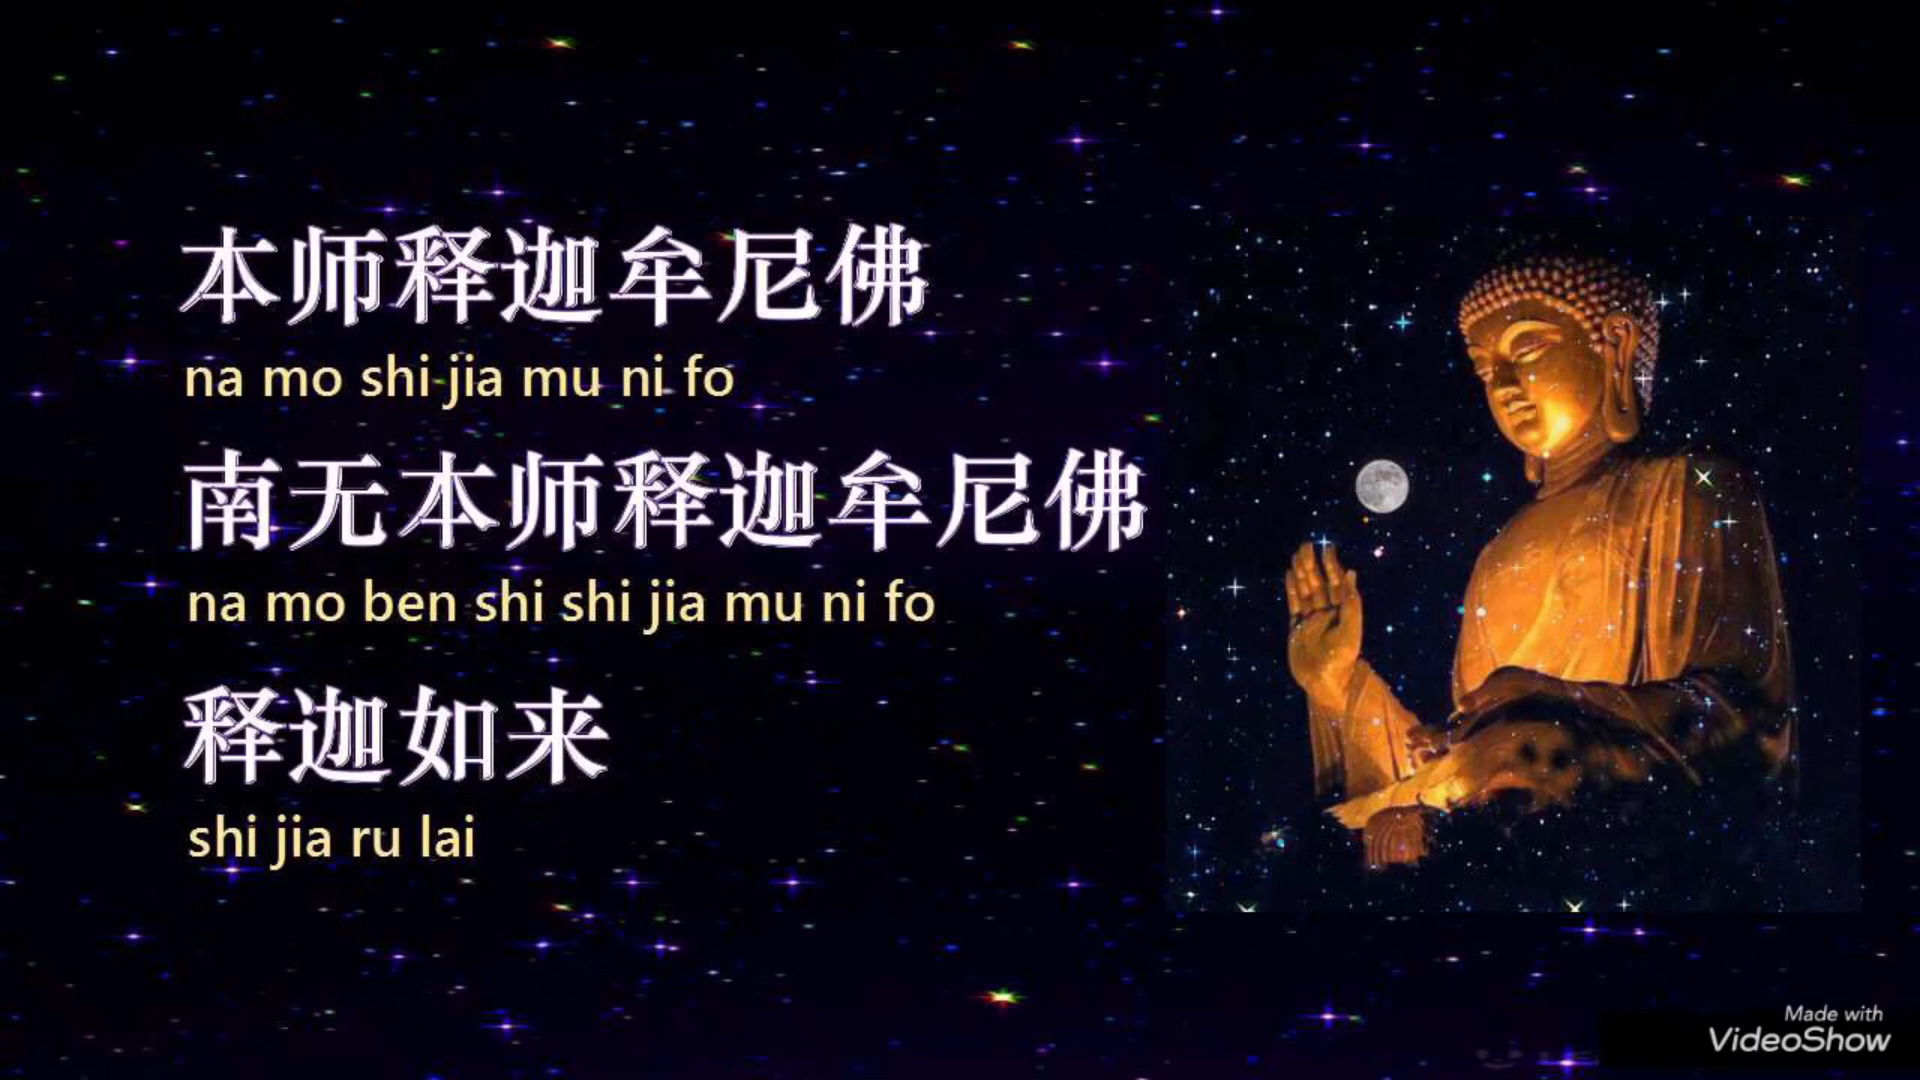 本师释迦牟尼佛
na mo shi jia mu ni fo
南无本师释迦牟尼佛
na mo ben shi shi jia mu ni fo
释迦如来
shi jia ru lai
Made with
VideoShow